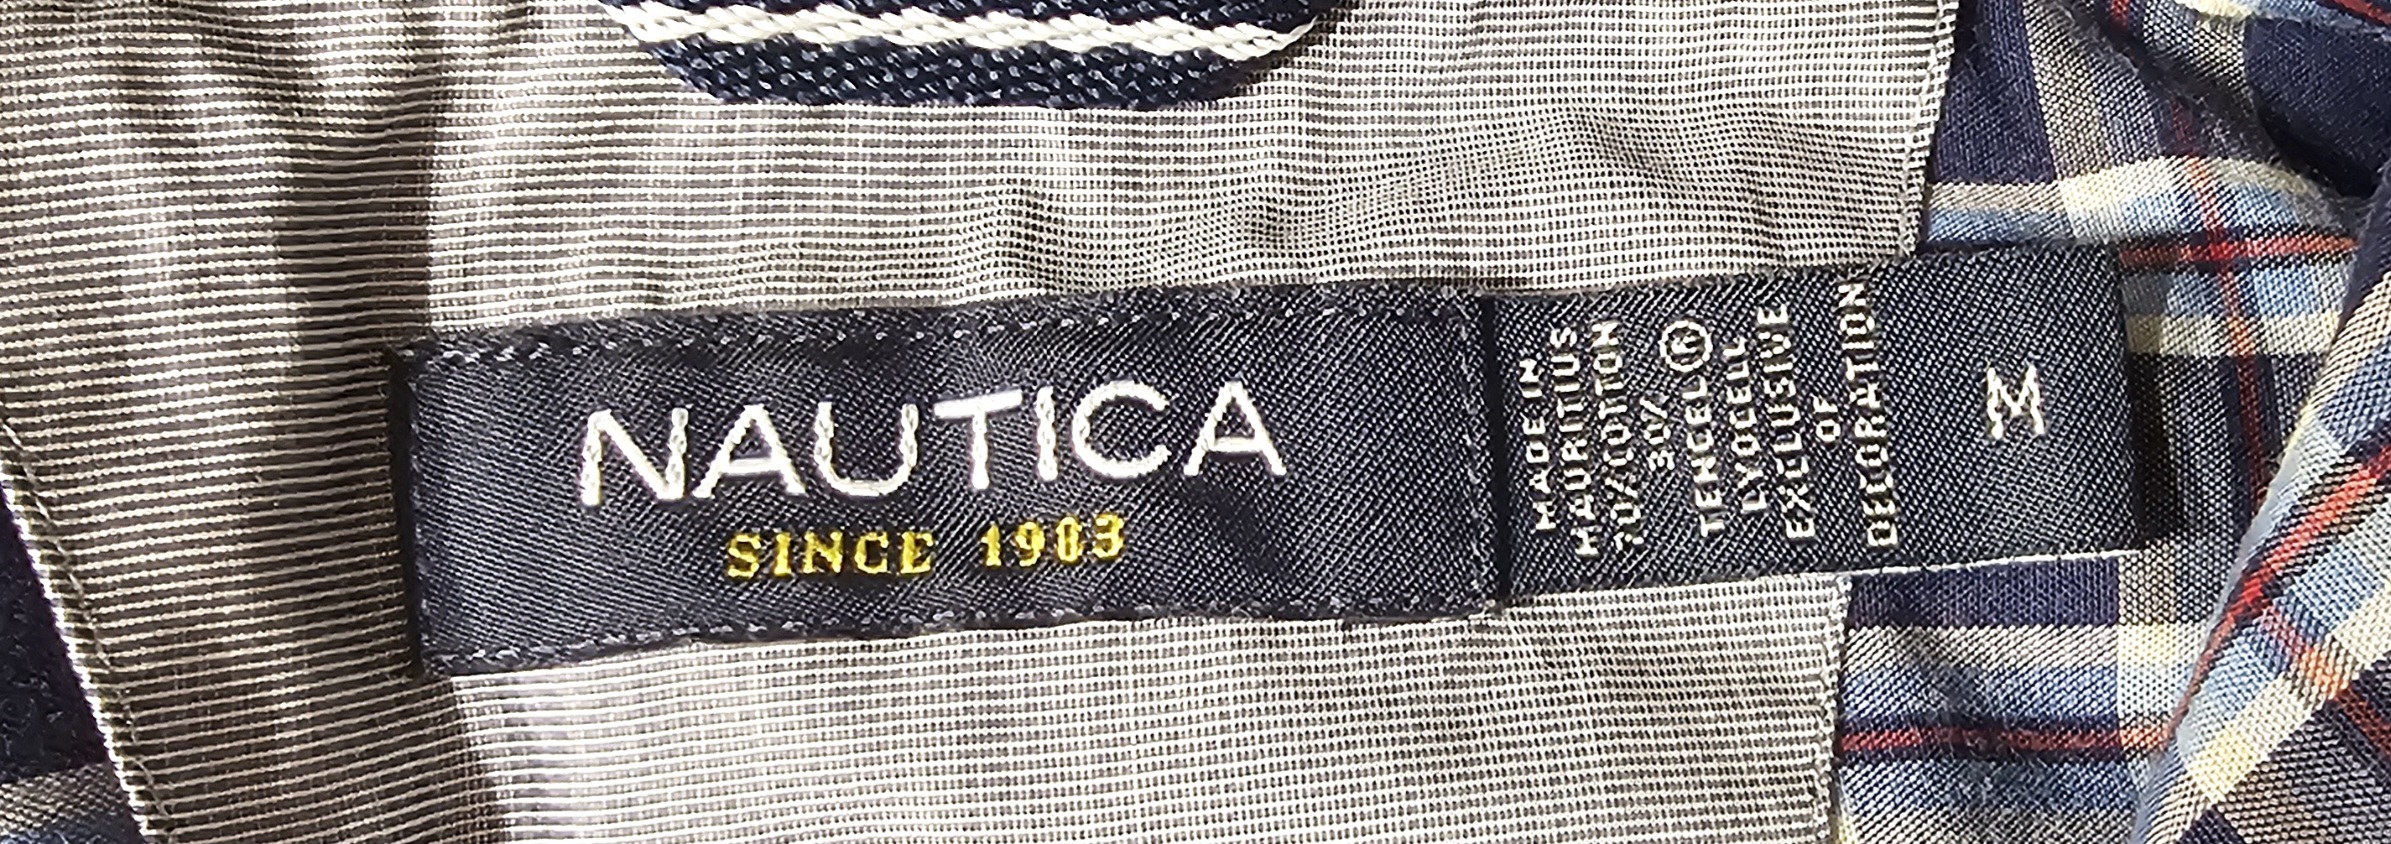 NAUTICA
SINCE 1983
MADE IN
MAURITIUS
70/COTTON
30/
TENCEL®
LYOCELL
EXCLUSIVE
OF
DECORATION
M